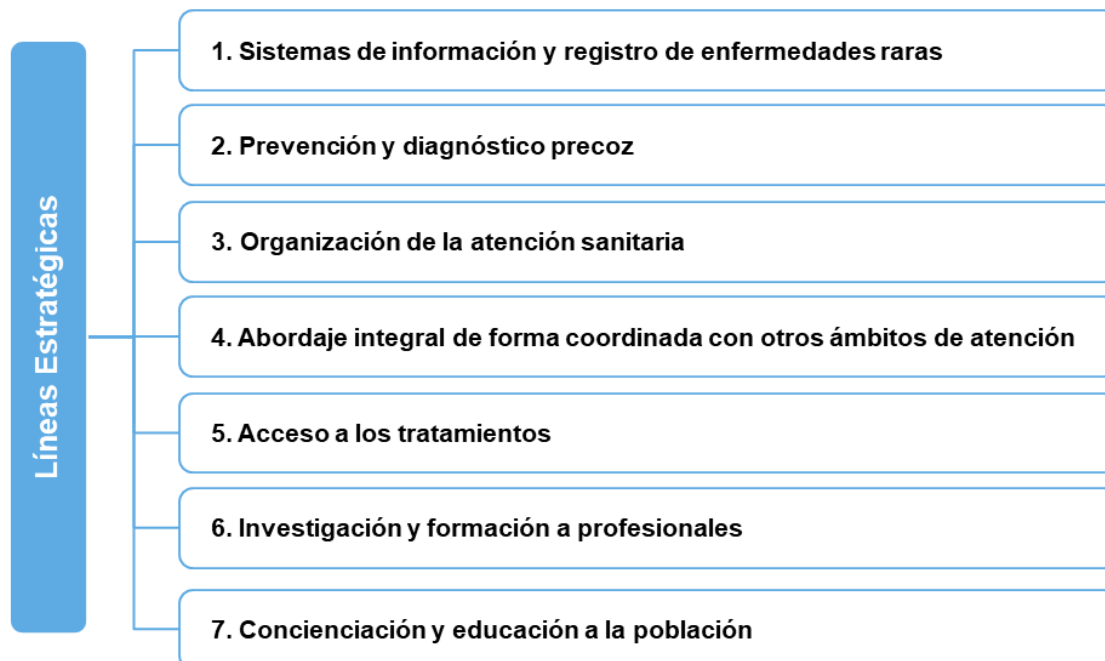 Líneas Estratégicas
1. Sistemas de información y registro de enfermedades raras
2. Prevención y diagnóstico precoz
3. Organización de la atención sanitaria
4. Abordaje integral de forma coordinada con otros ámbitos de atención
5. Acceso a los tratamientos
6. Investigación y formación a profesionales
7. Concienciación y educación a la población